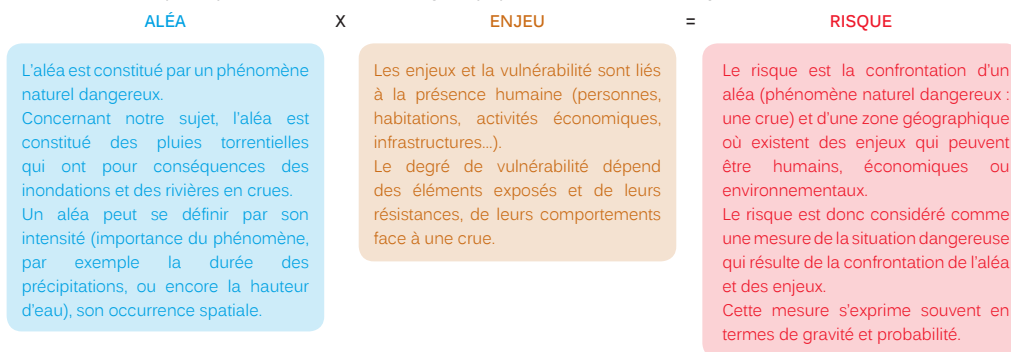 ALÉA X ENJEU = RISQUE
L'aléa est constitué par un phénomène
naturel dangereux.
Concernant notre sujet, l'aléa est
constitué des pluies torrentielles
qui ont pour conséquences des
inondations et des rivières en crues.
Un aléa peut se définir par son
intensité (importance du phénomène,
par exemple la durée des
précipitations, ou encore la hauteur
d'eau), son occurrence spatiale.
Les enjeux et la vulnérabilité sont liés
à la présence humaine (personnes,
habitations, activités économiques,
infrastructures...).
Le degré de vulnérabilité dépend
des éléments exposés et de leurs
résistances, de leurs comportements
face à une crue.
Le risque est la confrontation d'un
aléa (phénomène naturel dangereux :
une crue) et d'une zone géographique
où existent des enjeux qui peuvent
être humains, économiques ou
environnementaux.
Le risque est donc considéré comme
une mesure de la situation dangereuse
qui résulte de la confrontation de l'aléa
et des enjeux.
Cette mesure s'exprime souvent en
termes de gravité et probabilité.